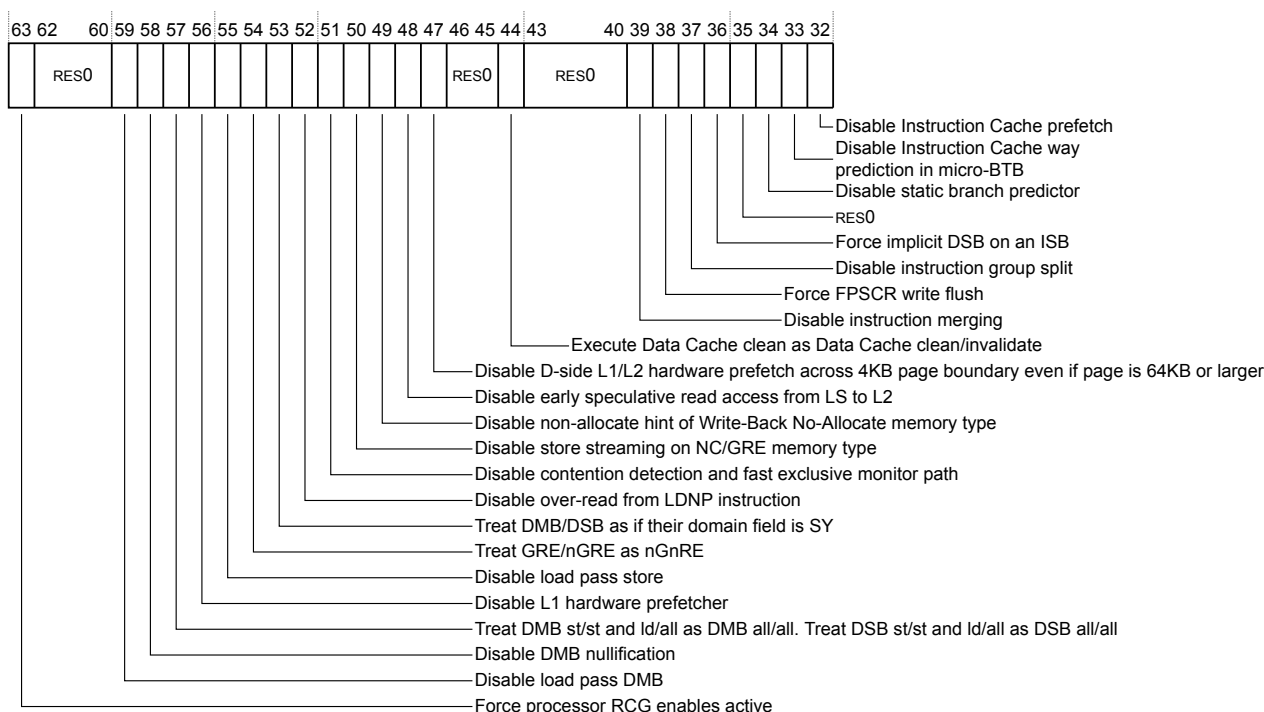 63 62 60 59 58 57 56 55 54 53 52 51 50 49 48 47 46 45 44 43 40 39 38 37 36 35 34 33 32
RES0 RES0 RES0
Disable Instruction Cache prefetch
Disable Instruction Cache way
prediction in micro-BTB
Disable static branch predictor
RES0
Force implicit DSB on an ISB
Disable instruction group split
Force FPSCR write flush
Disable instruction merging
Execute Data Cache clean as Data Cache clean/invalidate
Disable D-side L1/L2 hardware prefetch across 4KB page boundary even if page is 64KB or larger
Disable early speculative read access from LS to L2
Disable non-allocate hint of Write-Back No-Allocate memory type
Disable store streaming on NC/GRE memory type
Disable contention detection and fast exclusive monitor path
Disable over-read from LDNP instruction
Treat DMB/DSB as if their domain field is SY
Treat GRE/nGRE as nGnRE
Disable load pass store
Disable L1 hardware prefetcher
Treat DMB st/st and ld/all as DMB all/all. Treat DSB st/st and ld/all as DSB all/all
Disable DMB nullification
Disable load pass DMB
Force processor RCG enables active